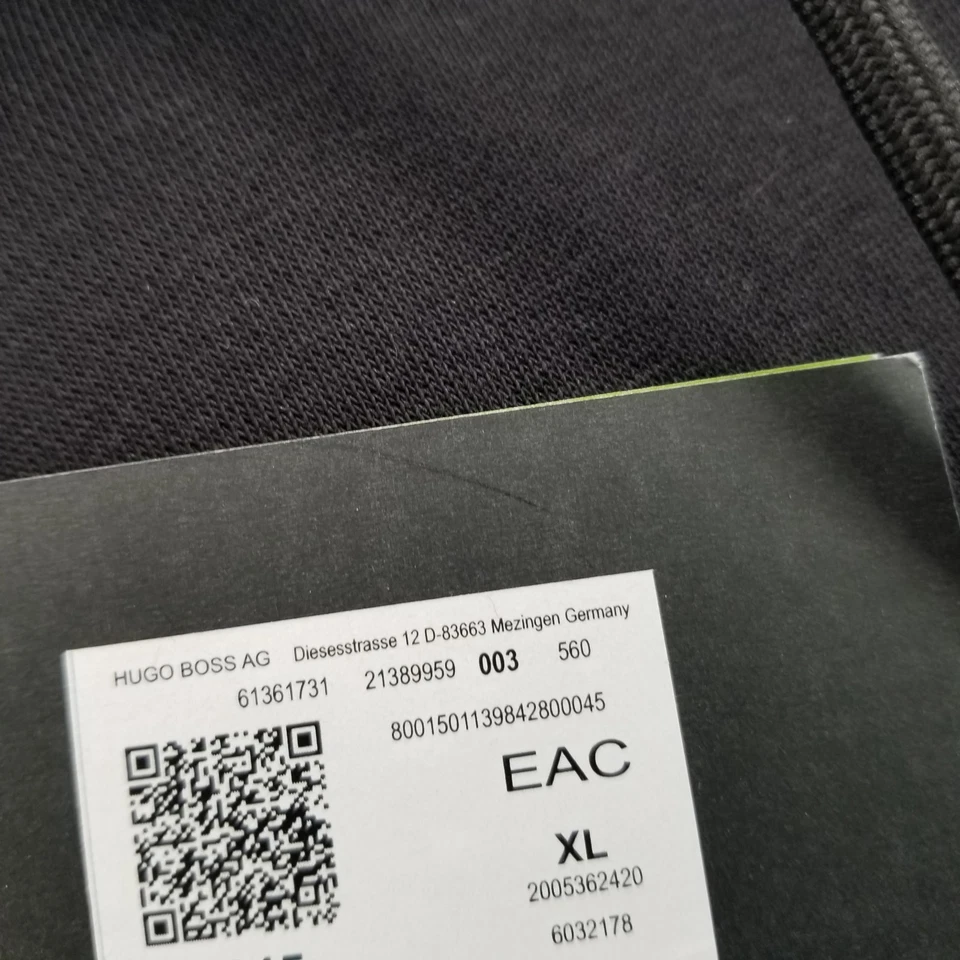 HUGO BOSS AG Diesesstrasse 12 D-83663 Mezingen Germany
61361731 21389959 003 560
8001501139842800045
EAC
XL
2005362420
6032178